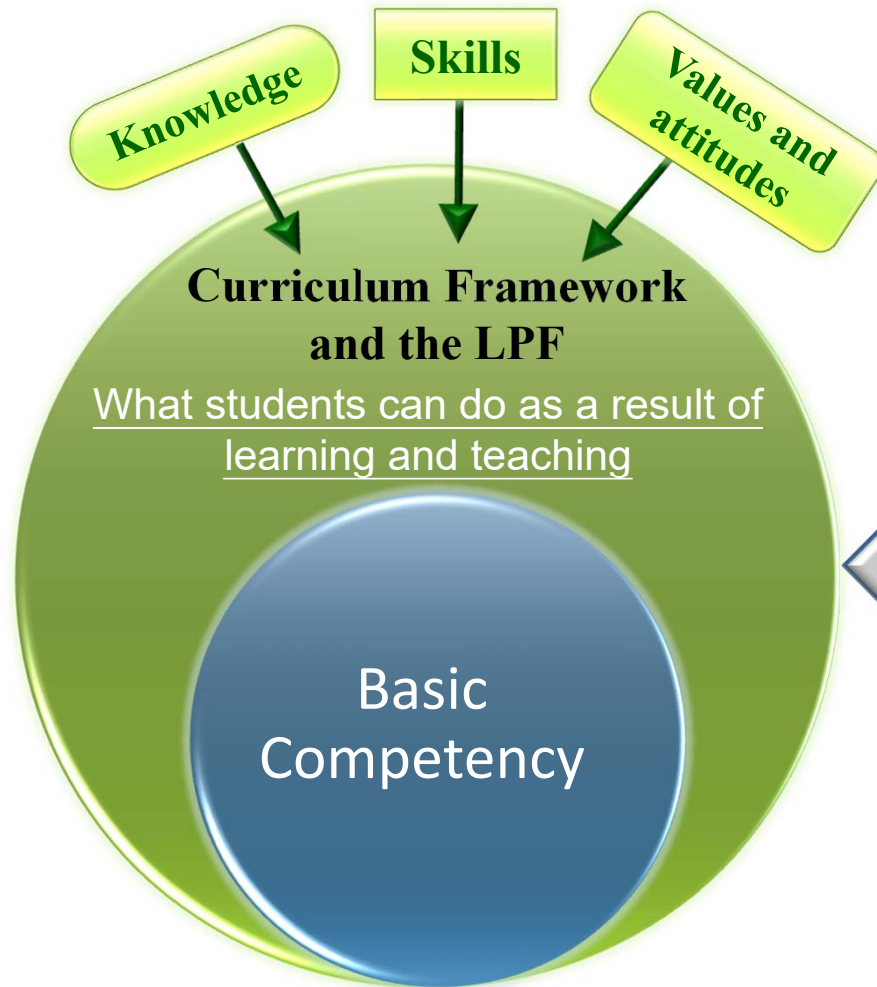 Knowledge
Skills
Values and
attitudes
Curriculum Framework
and the LPF
What students can do as a result of
learning and teaching
Basic
Competency